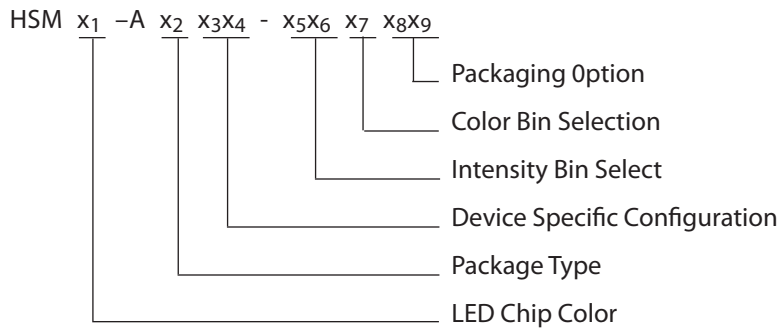 HSM x1 –A x2 x3x4 - x5x6 x7 x8x9
Packaging 0ption
Color Bin Selection
Intensity Bin Select
Device Specific Configuration
Package Type
LED Chip Color